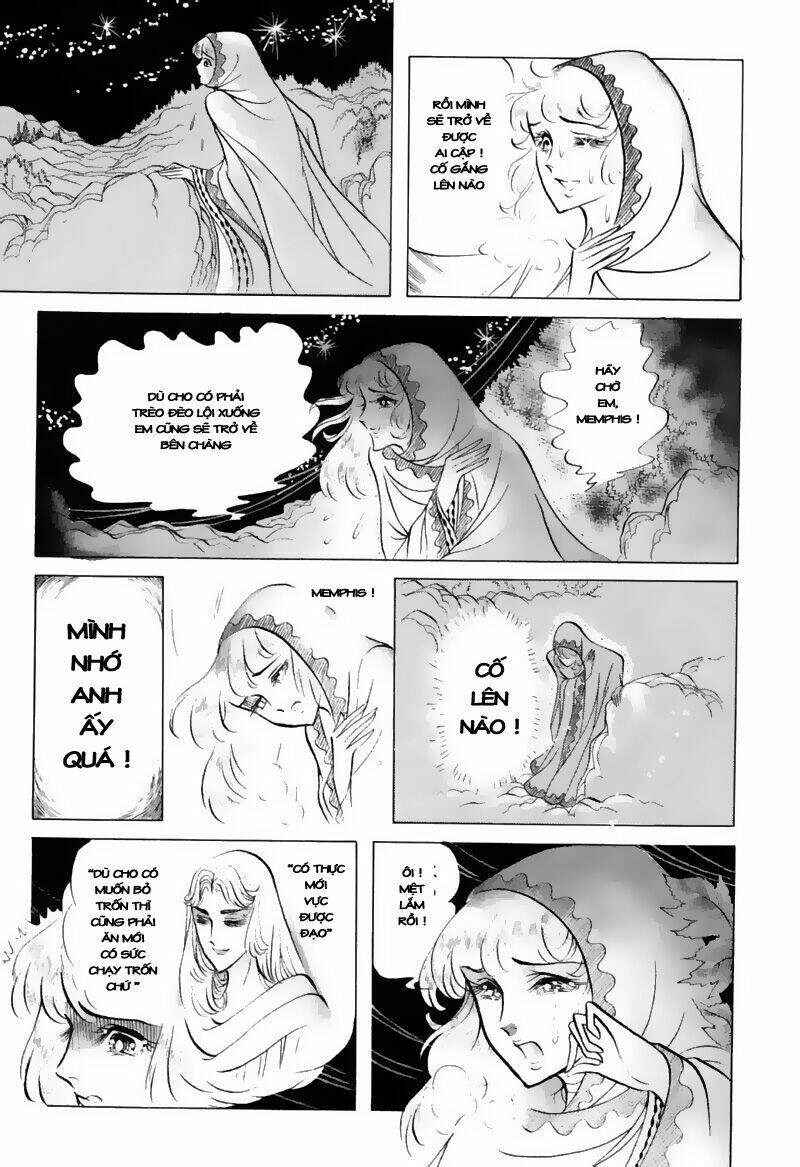 RỒI MÌNH
SẼ TRỞ VỀ
ĐƯỢC
AI CẬP !
CỐ GẮNG
LÊN NÀO
DÙ CHO CÓ PHẢI
TRÈO ĐÈO LỘI XUỐNG
EM CŨNG SẼ TRỞ VỀ
BÊN CHÀNG
HÃY
CHỜ
EM,
MEMPHIS !
MÌNH
NHỚ
ANH
ẤY
QUÁ !
MEMPHIS !
CỐ
LÊN
NÀO !
"DÙ CHO CÓ
MUỐN BỎ
TRỐN THÌ
CŨNG PHẢI
ĂN MỚI
CÓ SỨC
CHẠY TRỐN
CHỨ "
"CÓ THỰC
MỚI
VỰC
ĐƯỢC
ĐẠO"
ÔI !
MỆT
LẮM
RỒI !